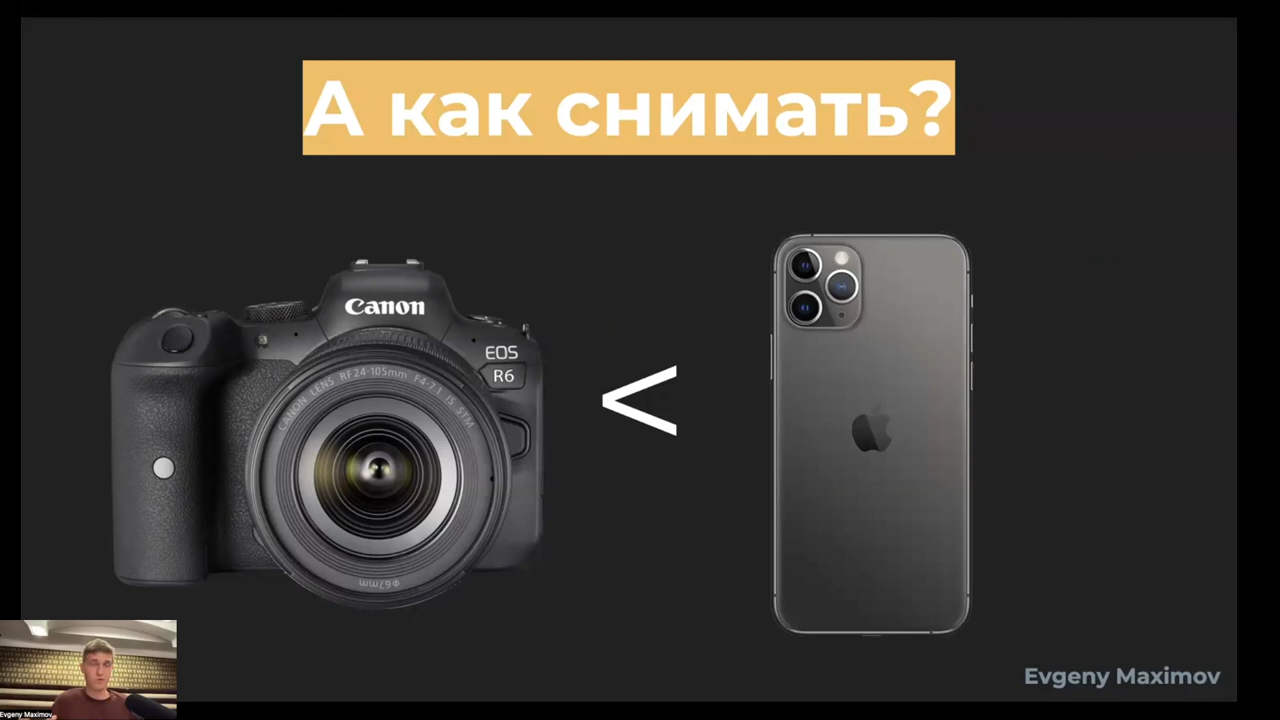 А как снимать?
Canon
EOS
R6
CANON LENS RF24-105mm F4-7.1 IS STM
<
φ67mm
Evgeny Maximov
Evgeny Maximov